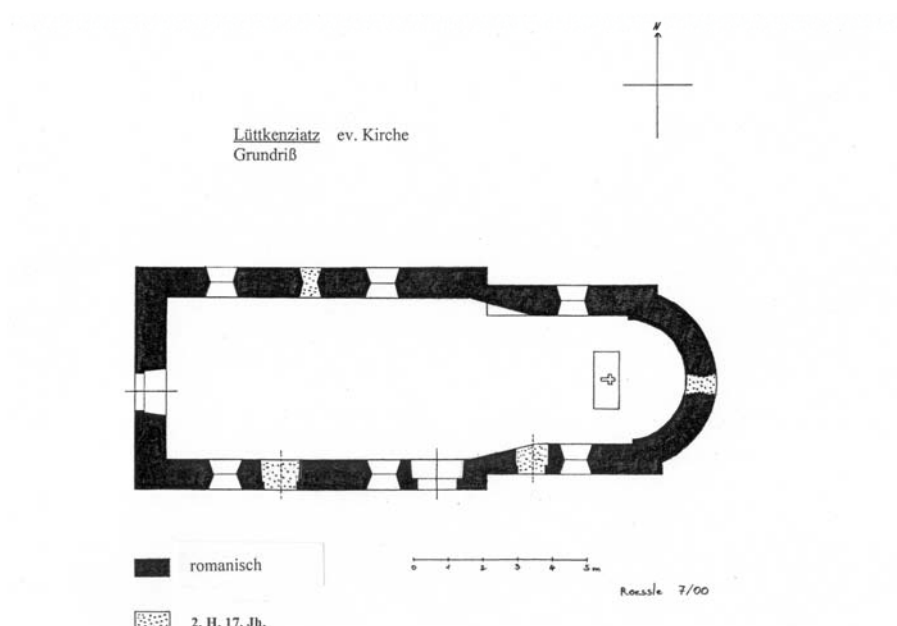 N
Lüttkenziatz ev. Kirche
Grundriß
romanisch
0 1 2 3 4 5 m
Roessle 7/00
2. H. 17. Jh.